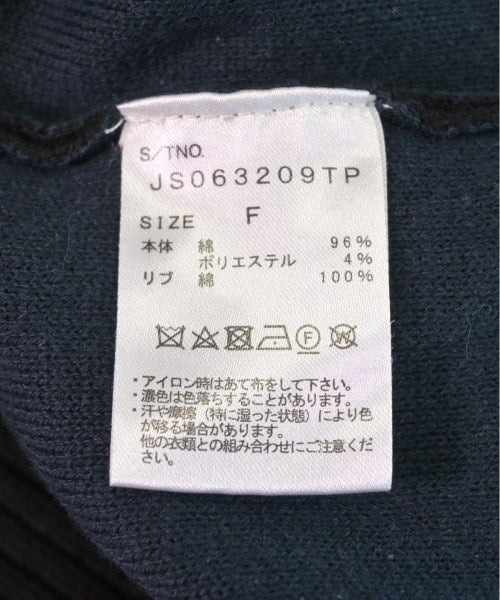 S/TNO.
JS063209TP
SIZE F
本体 綿 96%
ポリエステル 4%
リブ 綿 100%
F W
・アイロン時はあて布をして下さい。
・濃色は色落ちすることがあります。
・汗や摩擦（特に湿った状態）により色
が移る場合があります。
他の衣類との組み合わせにご注意くだ
さい。